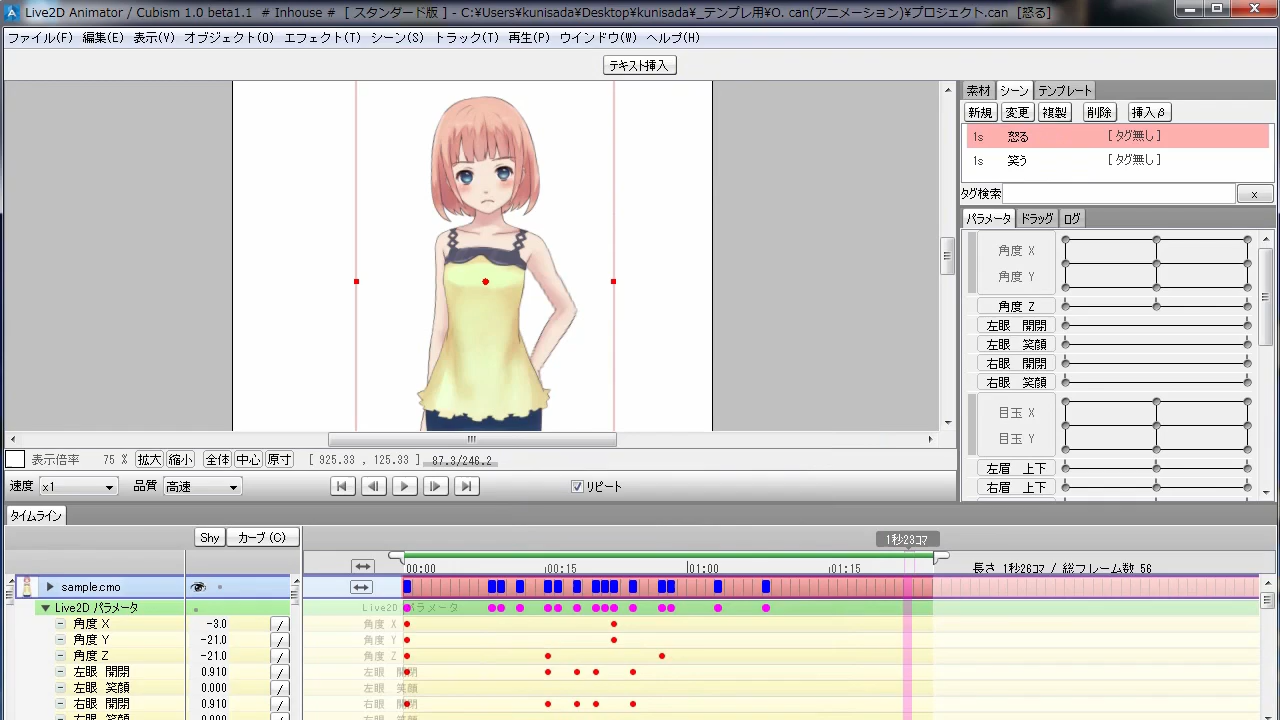 Live2D Animator / Cubism 1.0 beta1.1  # Inhouse #  [ スタンダード版 ] - C:¥Users¥kunisada¥Desktop¥kunisada¥_テンプレ用¥O. can(アニメーション)¥プロジェクト.can  [怒る]
ファイル(F) 編集(E) 表示(V) オブジェクト(O) エフェクト(T) シーン(S) トラック(T) 再生(P) ウインドウ(W) ヘルプ(H)
テキスト挿入
素材 シーン テンプレート
新規 変更 複製 削除 挿入β
1s 怒る [ タグ無し ]
1s 笑う [ タグ無し ]
タグ検索 x
パラメータ ドラッグ ログ
角度 X
角度 Y
角度 Z
左眼 開閉
左眼 笑顔
右眼 開閉
右眼 笑顔
目玉 X
目玉 Y
左眉 上下
右眉 上下
表示倍率 75 % 拡大 縮小 全体 中心 原寸 [ 925.33 , 125.33 ] 87.3/246.2
速度 x1 品質 高速 リピート
タイムライン
Shy カーブ (C) 1秒23コマ
00:00 00:15 01:00 01:15 長さ 1秒26コマ / 総フレーム数 56
sample.cmo
Live2D パラメータ Live2D パラメータ
角度 X -3.0 角度 X
角度 Y -21.0 角度 Y
角度 Z -21.0 角度 Z
左眼 開閉 0.910 左眼 開閉
左眼 笑顔 0.000 左眼 笑顔
右眼 開閉 0.910 右眼 開閉